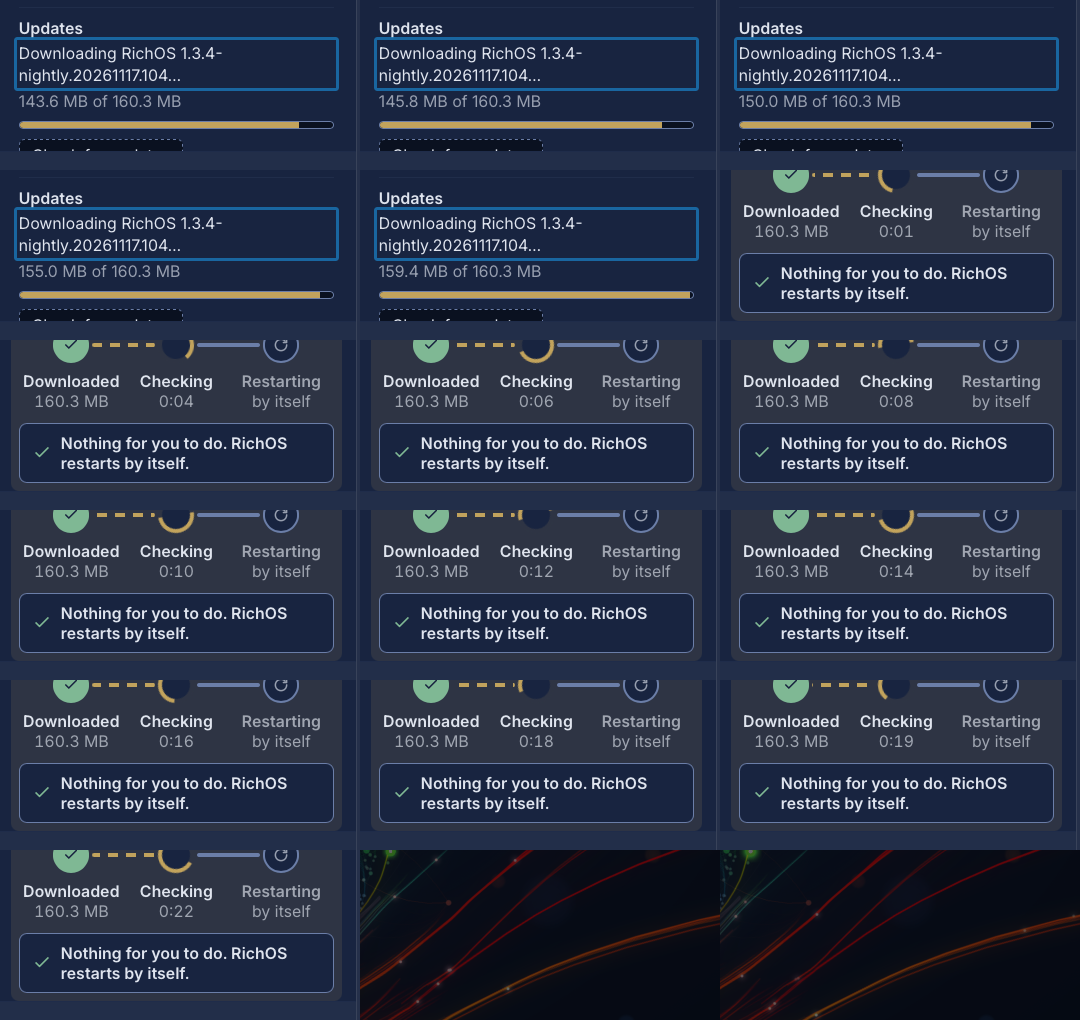 Updates
Downloading RichOS 1.3.4-
nightly.20261117.104...
143.6 MB of 160.3 MB
Updates
Downloading RichOS 1.3.4-
nightly.20261117.104...
145.8 MB of 160.3 MB
Updates
Downloading RichOS 1.3.4-
nightly.20261117.104...
150.0 MB of 160.3 MB
Updates
Downloading RichOS 1.3.4-
nightly.20261117.104...
155.0 MB of 160.3 MB
Updates
Downloading RichOS 1.3.4-
nightly.20261117.104...
159.4 MB of 160.3 MB
Downloaded Checking Restarting
160.3 MB 0:01 by itself
Nothing for you to do. RichOS
restarts by itself.
Downloaded Checking Restarting
160.3 MB 0:04 by itself
Nothing for you to do. RichOS
restarts by itself.
Downloaded Checking Restarting
160.3 MB 0:06 by itself
Nothing for you to do. RichOS
restarts by itself.
Downloaded Checking Restarting
160.3 MB 0:08 by itself
Nothing for you to do. RichOS
restarts by itself.
Downloaded Checking Restarting
160.3 MB 0:10 by itself
Nothing for you to do. RichOS
restarts by itself.
Downloaded Checking Restarting
160.3 MB 0:12 by itself
Nothing for you to do. RichOS
restarts by itself.
Downloaded Checking Restarting
160.3 MB 0:14 by itself
Nothing for you to do. RichOS
restarts by itself.
Downloaded Checking Restarting
160.3 MB 0:16 by itself
Nothing for you to do. RichOS
restarts by itself.
Downloaded Checking Restarting
160.3 MB 0:18 by itself
Nothing for you to do. RichOS
restarts by itself.
Downloaded Checking Restarting
160.3 MB 0:19 by itself
Nothing for you to do. RichOS
restarts by itself.
Downloaded Checking Restarting
160.3 MB 0:22 by itself
Nothing for you to do. RichOS
restarts by itself.